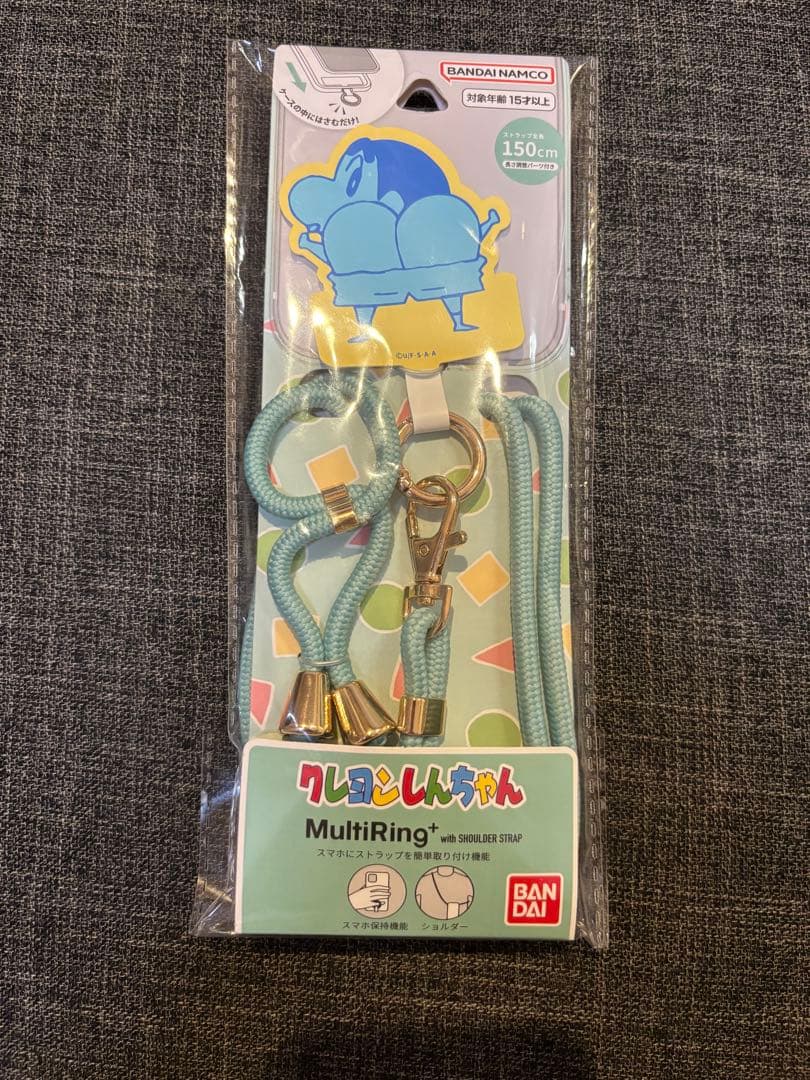 ケースの中にはさむだけ!
BANDAI NAMCO
対象年齢 15才以上
ストラップ全長
150cm
長さ調整パーツ付き
©U/F・S・A・A
クレヨンしんちゃん
MultiRing+ with SHOULDER STRAP
スマホにストラップを簡単取り付け機能
スマホ保持機能
ショルダー
BAN
DAI